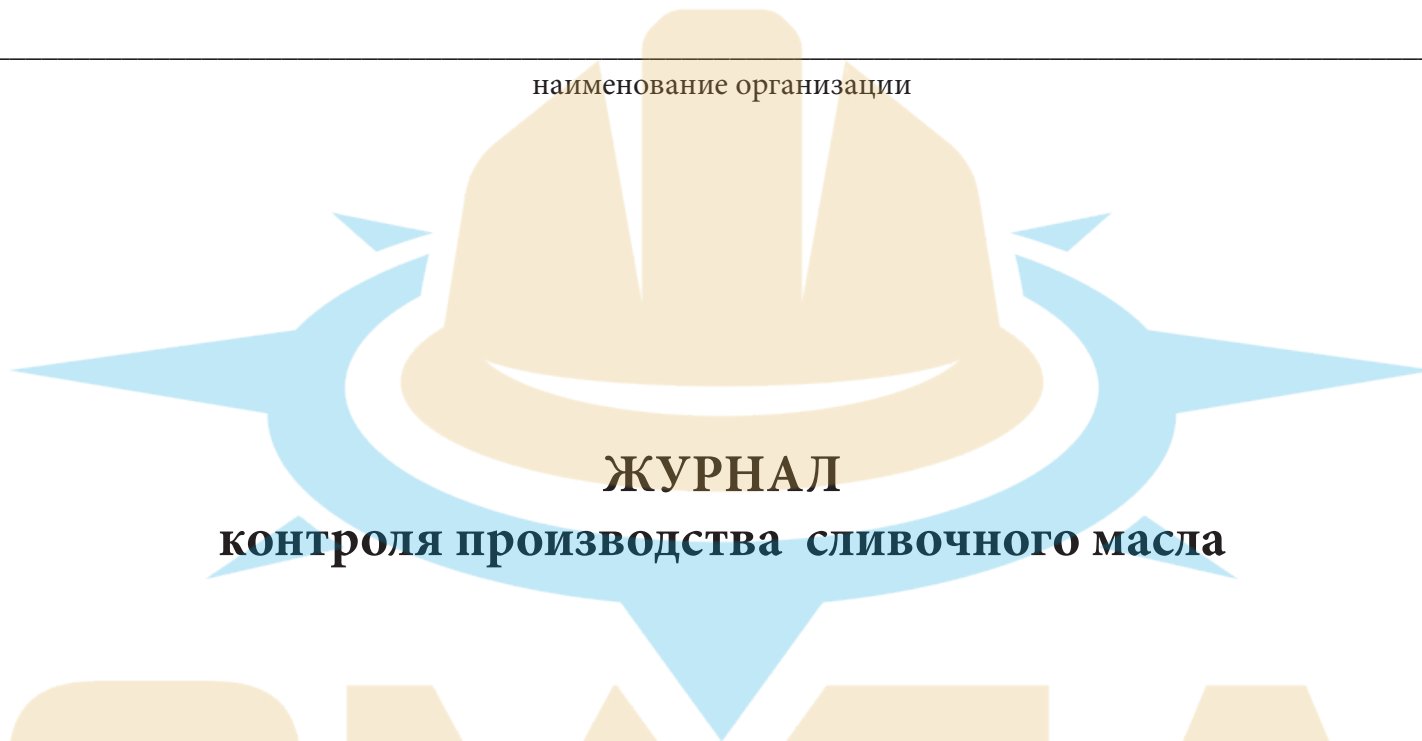 наименование организации
ЖУРНАЛ
контроля производства сливочного масла